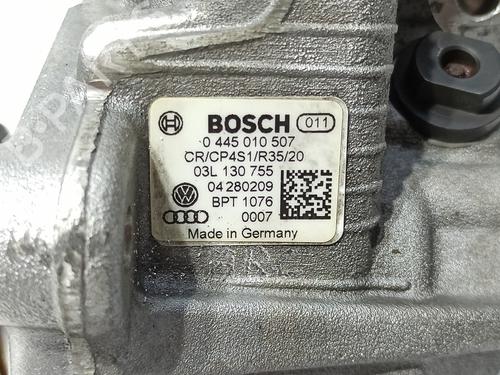 BOSCH 011
0 445 010 507
CR/CP4S1/R35/20
03L 130 755
04280209
BPT 1076
0007
Made in Germany